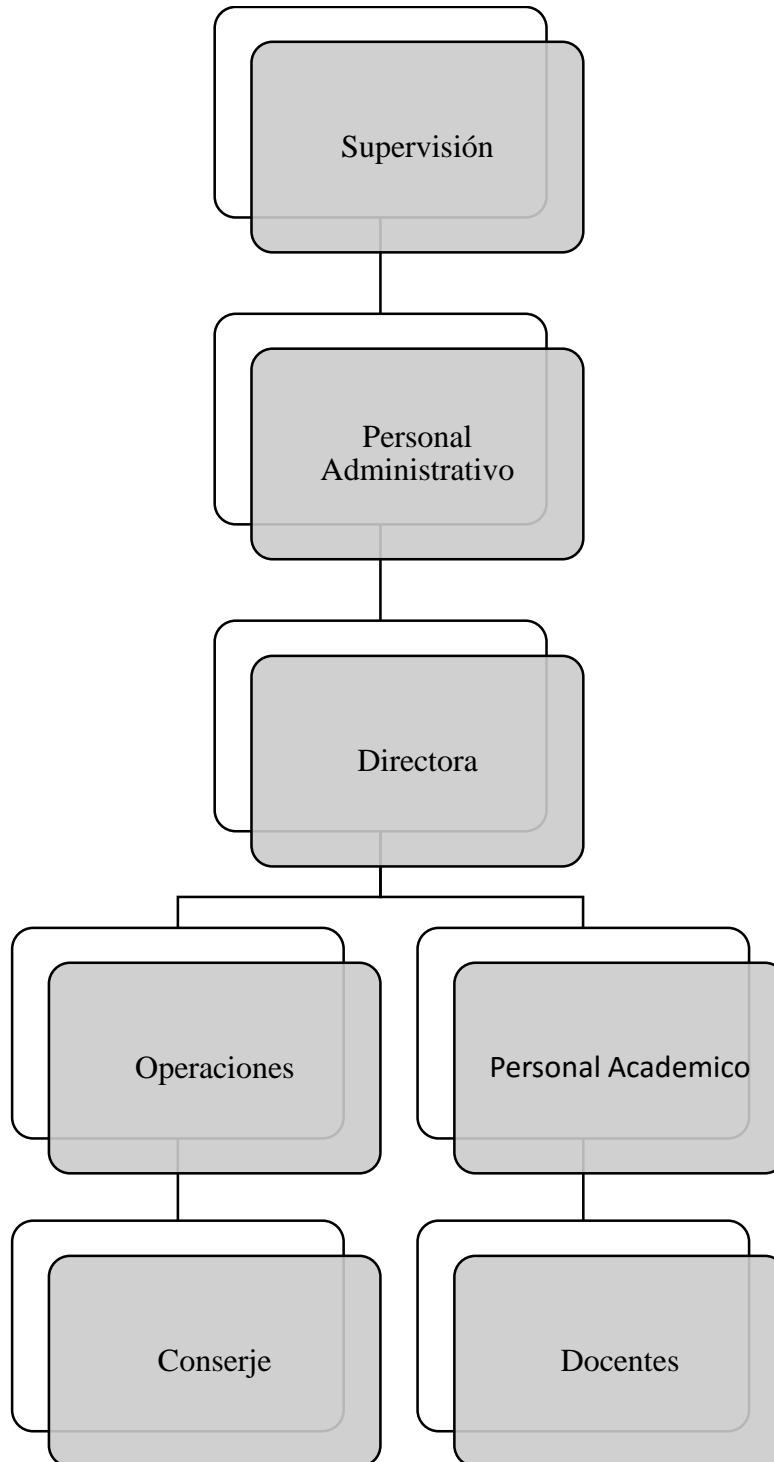 Supervisión
Personal
Administrativo
Directora
Operaciones
Personal Academico
Conserje
Docentes